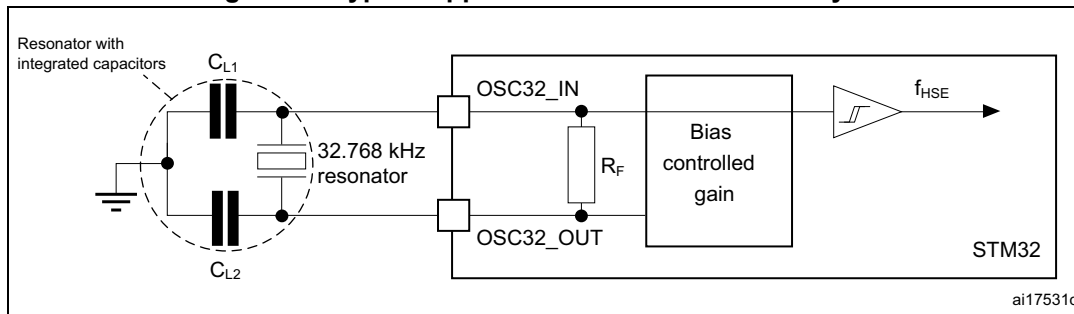 Resonator with
integrated capacitors
CL1
OSC32_IN
fHSE
32.768 kHz
resonator
RF
Bias
controlled
gain
OSC32_OUT
STM32
CL2
ai17531c